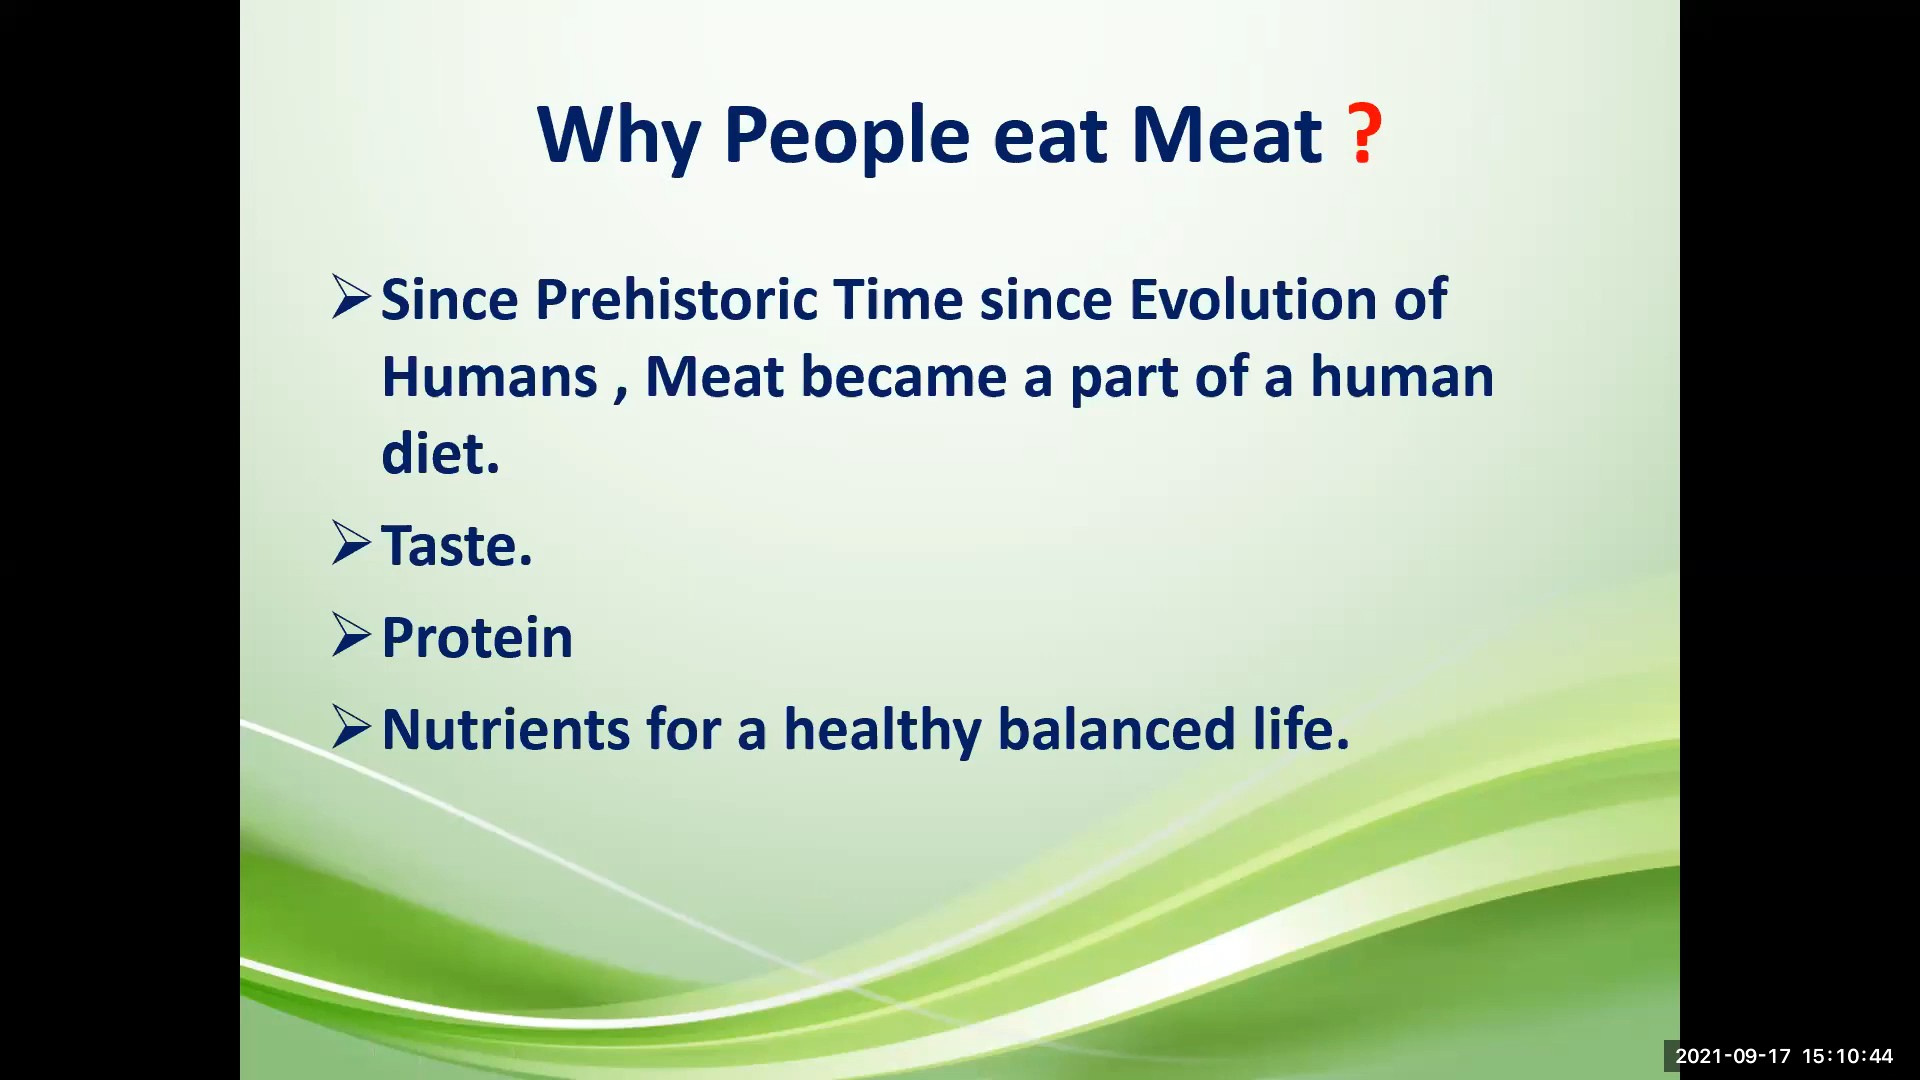 Why People eat Meat ?
➢Since Prehistoric Time since Evolution of
Humans , Meat became a part of a human
diet.
➢Taste.
➢Protein
➢Nutrients for a healthy balanced life.
2021-09-17 15:10:44